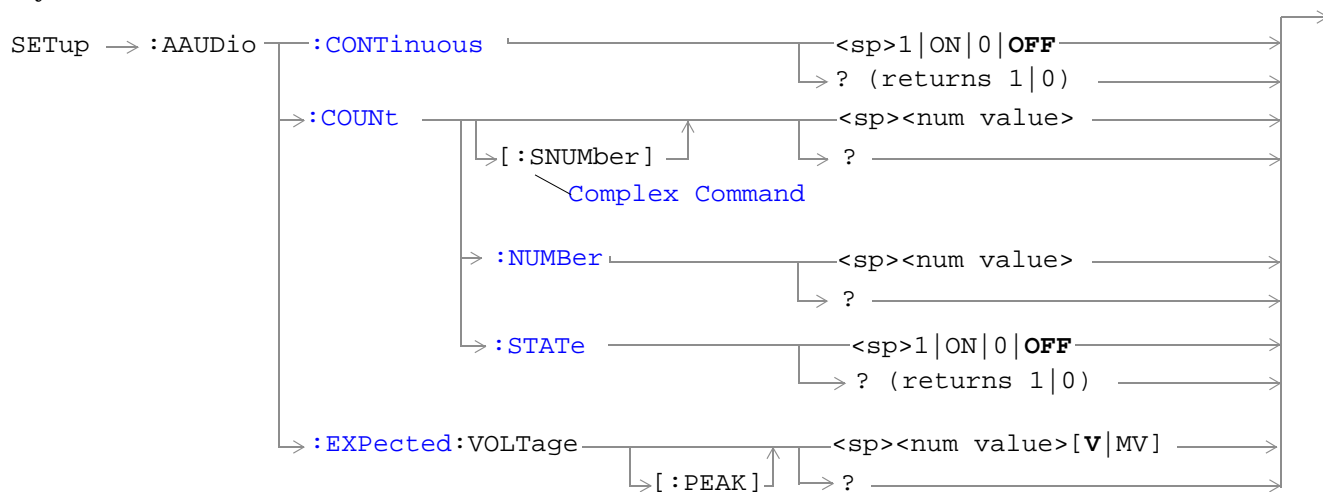 SETup :AAUDio :CONTinuous <sp>1|ON|0|OFF
? (returns 1|0)
:COUNt <sp><num value>
[:SNUMber] ?
Complex Command
:NUMBer <sp><num value>
?
:STATe <sp>1|ON|0|OFF
? (returns 1|0)
:EXPected:VOLTage <sp><num value>[V|MV]
[:PEAK] ?